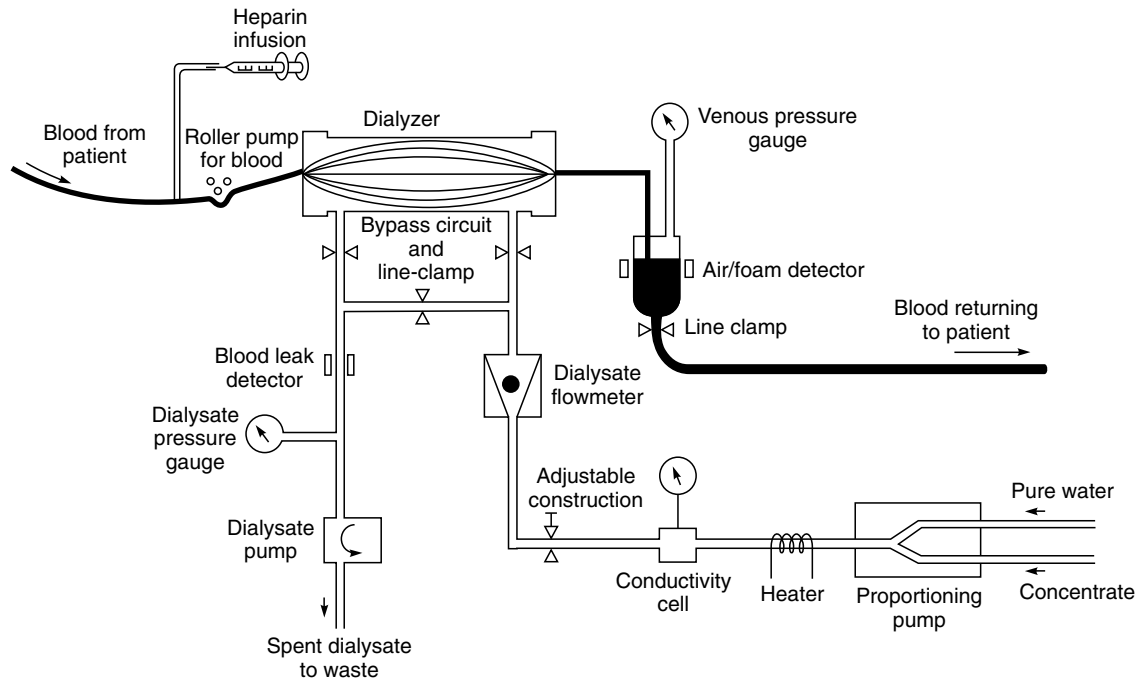 Heparin
infusion
Blood from
patient
Roller pump
for blood
Dialyzer
Venous pressure
gauge
Bypass circuit
and
line-clamp
Air/foam detector
Line clamp
Blood returning
to patient
Blood leak
detector
Dialysate
flowmeter
Dialysate
pressure
gauge
Adjustable
construction
Pure water
Dialysate
pump
Conductivity
cell
Heater
Proportioning
pump
Concentrate
Spent dialysate
to waste